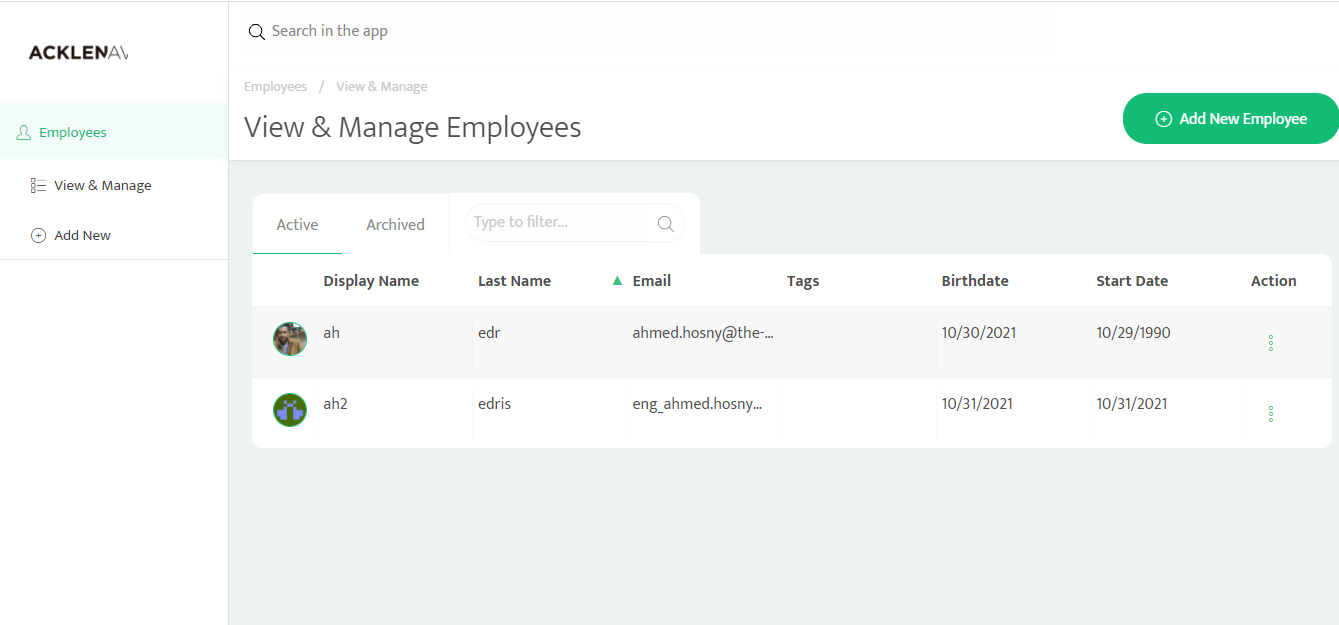 ACKLENAV
Search in the app
Employees / View & Manage
View & Manage Employees
Add New Employee
Employees
View & Manage
Add New
Active Archived Type to filter...
Display Name Last Name ▲ Email Tags Birthdate Start Date Action
ah edr ahmed.hosny@the-... 10/30/2021 10/29/1990
ah2 edris eng_ahmed.hosny... 10/31/2021 10/31/2021